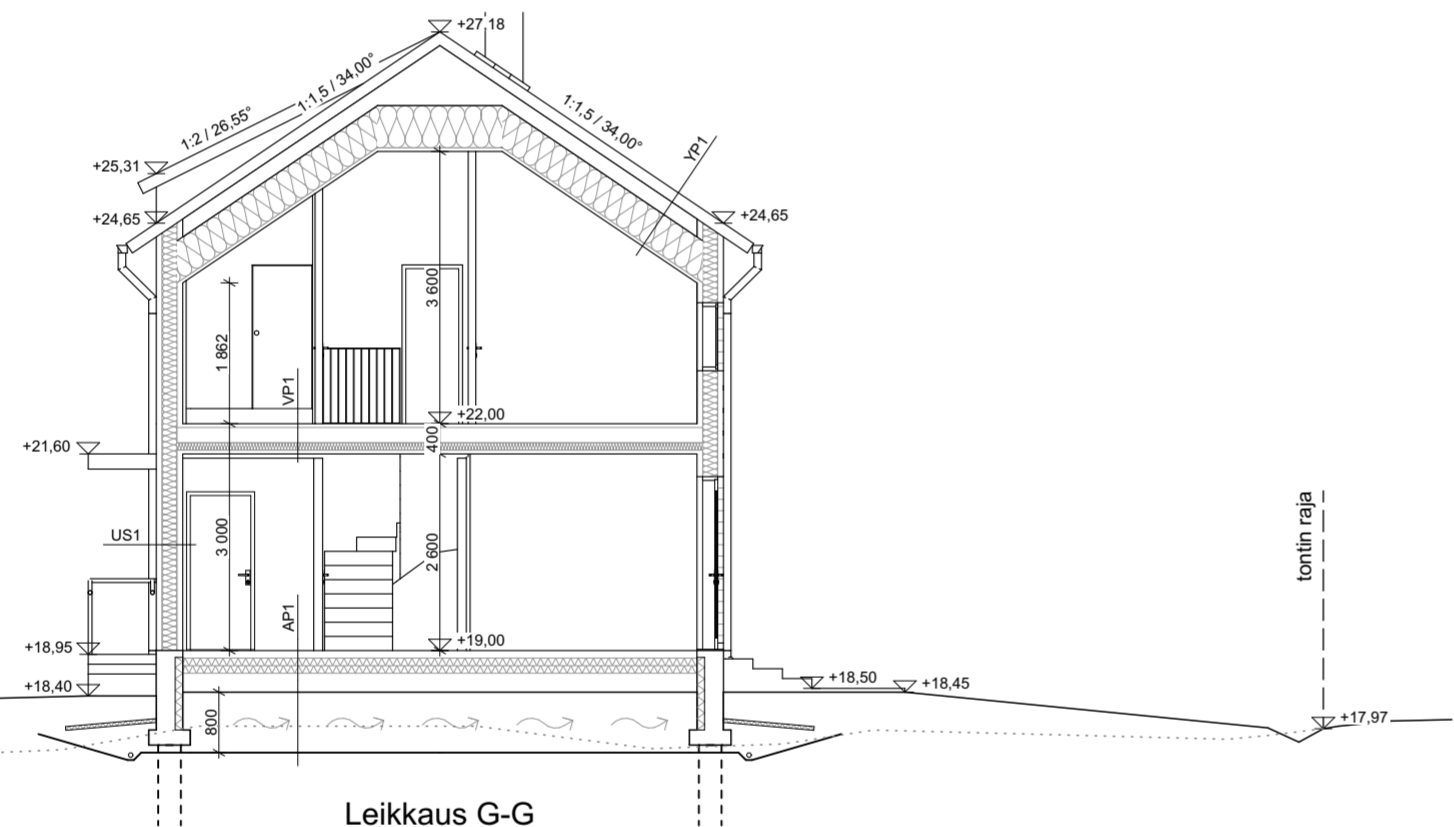 +27,18
1:1,5 / 34,00°
1:2 / 26,55°
1:1,5 / 34,00°
YP1
+25,31
+24,65
+24,65
3 600
1 862
VP1
+22,00
400
+21,60
US1
3 000
2 600
tontin raja
AP1
+19,00
+18,95
+18,40
+18,50
+18,45
800
+17,97
Leikkaus G-G